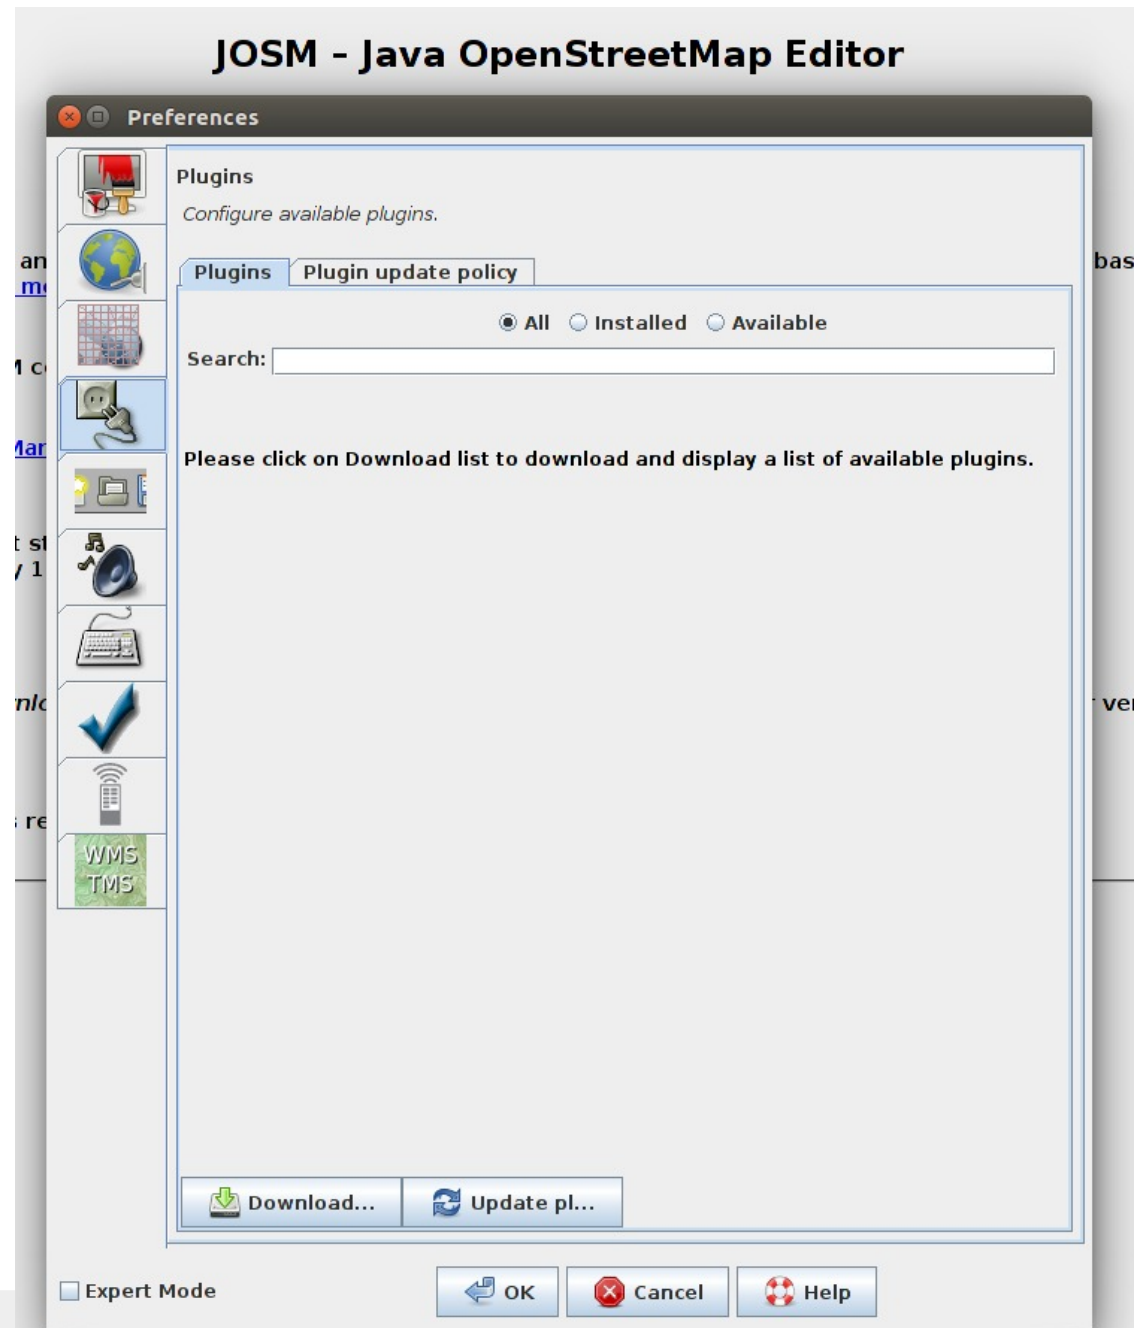 JOSM – Java OpenStreetMap Editor
Preferences
Plugins
Configure available plugins.
an
bas
Plugins Plugin update policy
All Installed Available
Search:
Please click on Download list to download and display a list of available plugins.
WMS
TMS
Download... Update pl...
Expert Mode OK Cancel Help